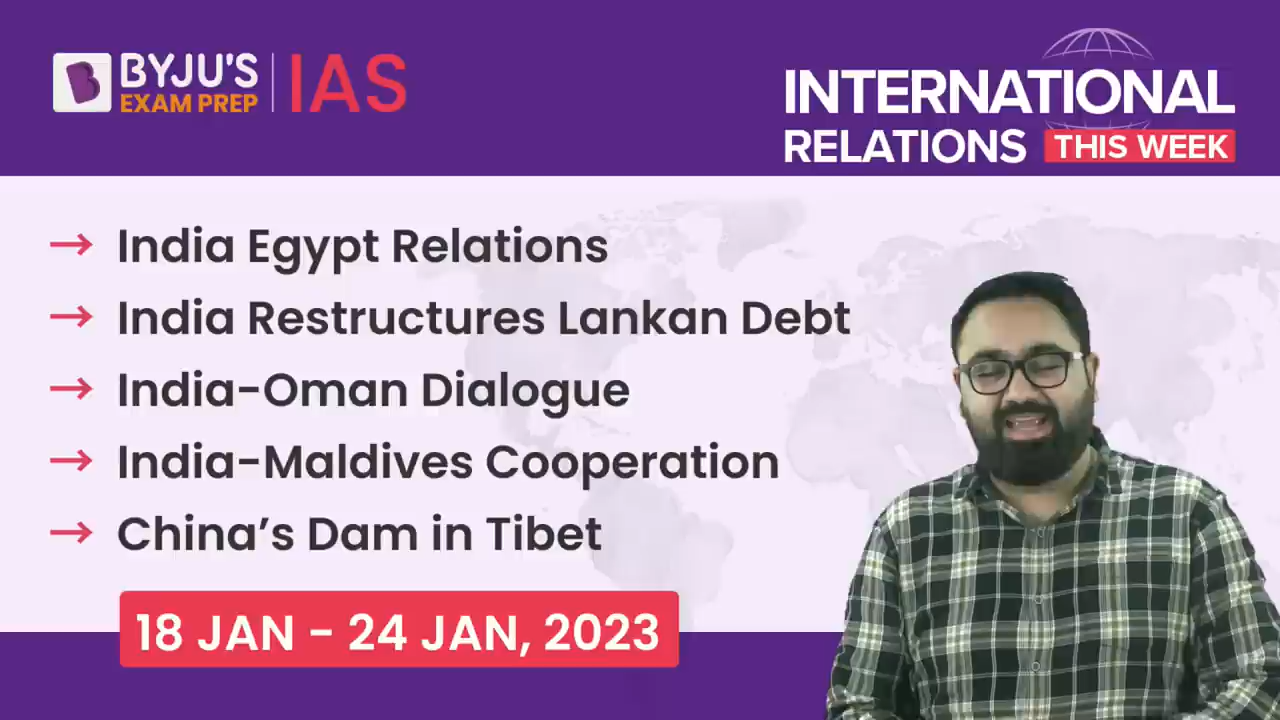 BYJU'S
EXAM PREP
IAS
INTERNATIONAL
RELATIONS THIS WEEK
→ India Egypt Relations
→ India Restructures Lankan Debt
→ India-Oman Dialogue
→ India-Maldives Cooperation
→ China's Dam in Tibet
18 JAN - 24 JAN, 2023